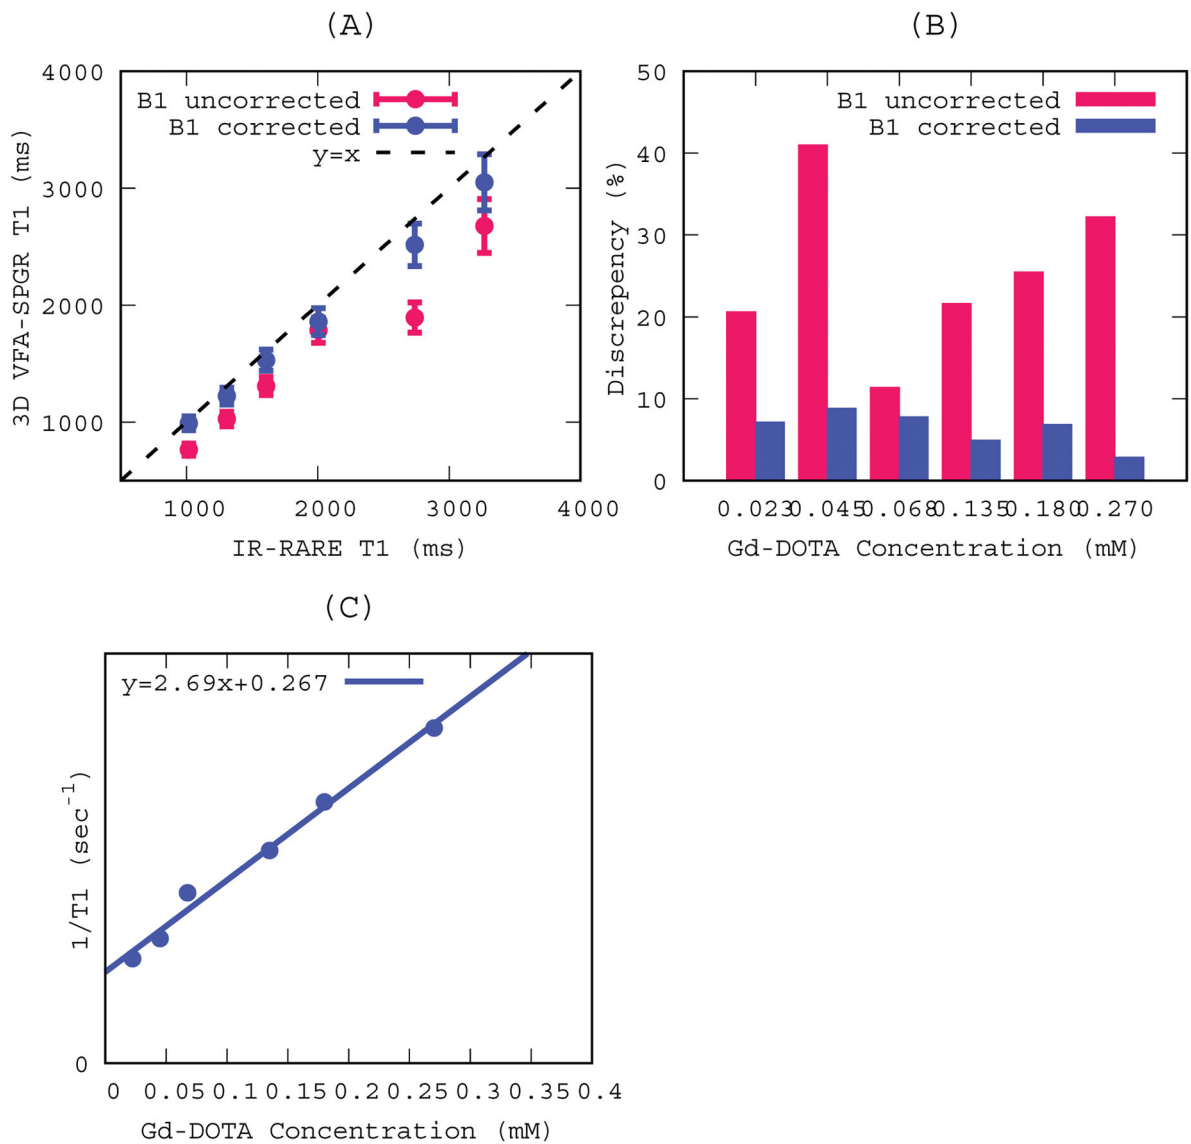 (A)
4000
3000
2000
1000
3D VFA-SPGR T1 (ms)
B1 uncorrected
B1 corrected
y=x
1000 2000 3000 4000
IR-RARE T1 (ms)
(B)
50
40
30
20
10
0
Discrepency (%)
B1 uncorrected
B1 corrected
0.023 0.045 0.068 0.135 0.180 0.270
Gd-DOTA Concentration (mM)
(C)
y=2.69x+0.267
1/T1 (sec⁻¹)
0
0 0.05 0.1 0.15 0.2 0.25 0.3 0.35 0.4
Gd-DOTA Concentration (mM)